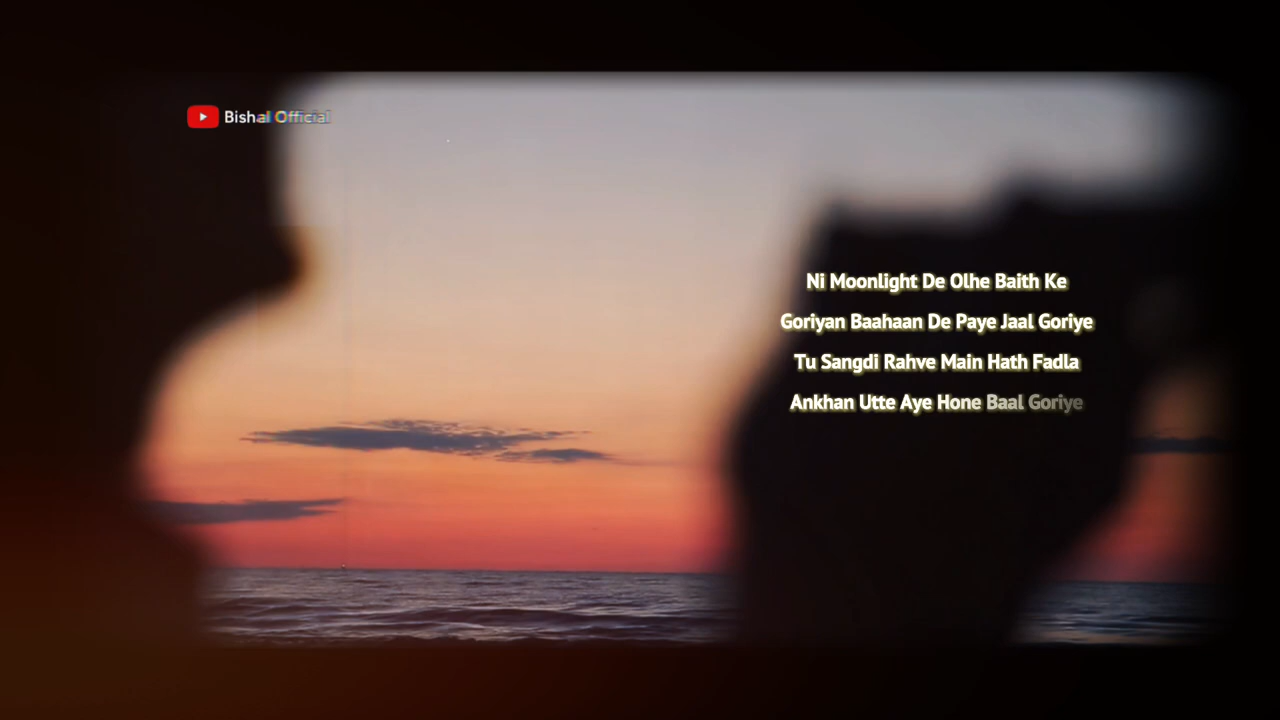 Bishal Official
Ni Moonlight De Olhe Baith Ke
Goriyan Baahaan De Paye Jaal Goriye
Tu Sangdi Rahve Main Hath Fadla
Ankhan Utte Aye Hone Baal Goriye